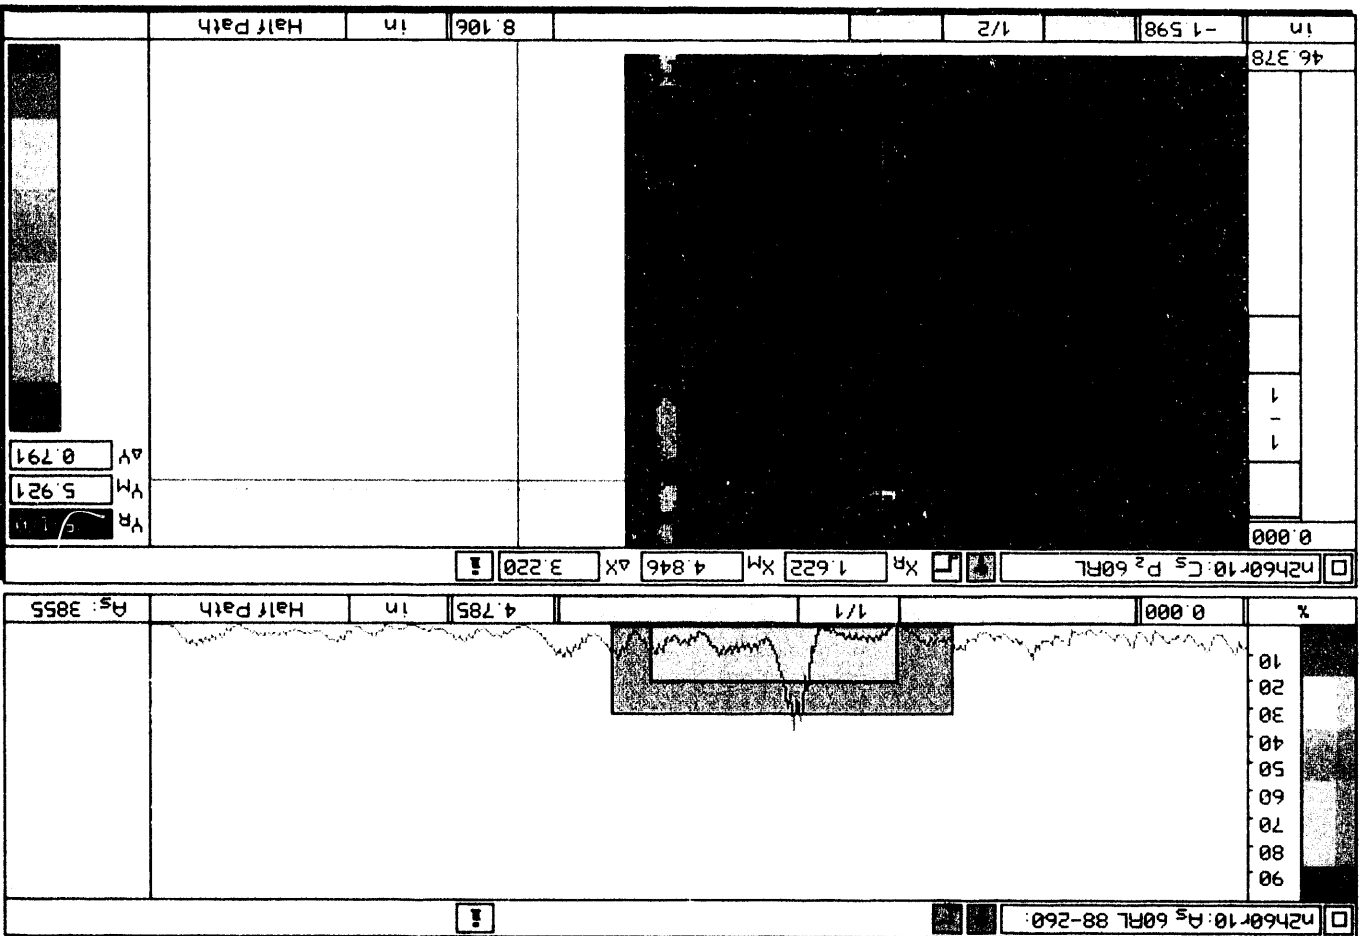 n2h60r10: As 60RL 88-260: i
90
80
70
60
50
40
30
20
10
% 0.000 1/1 4.785 in Half Path As: 3855
n2h60r10: Cs P2 60RL XR 1.622 XM 4.846 ΔX 3.220 i
0.000
YR
YM 5.921
ΔY 0.791
1
-
1
46.378
in -1.598 1/2 8.106 in Half Path